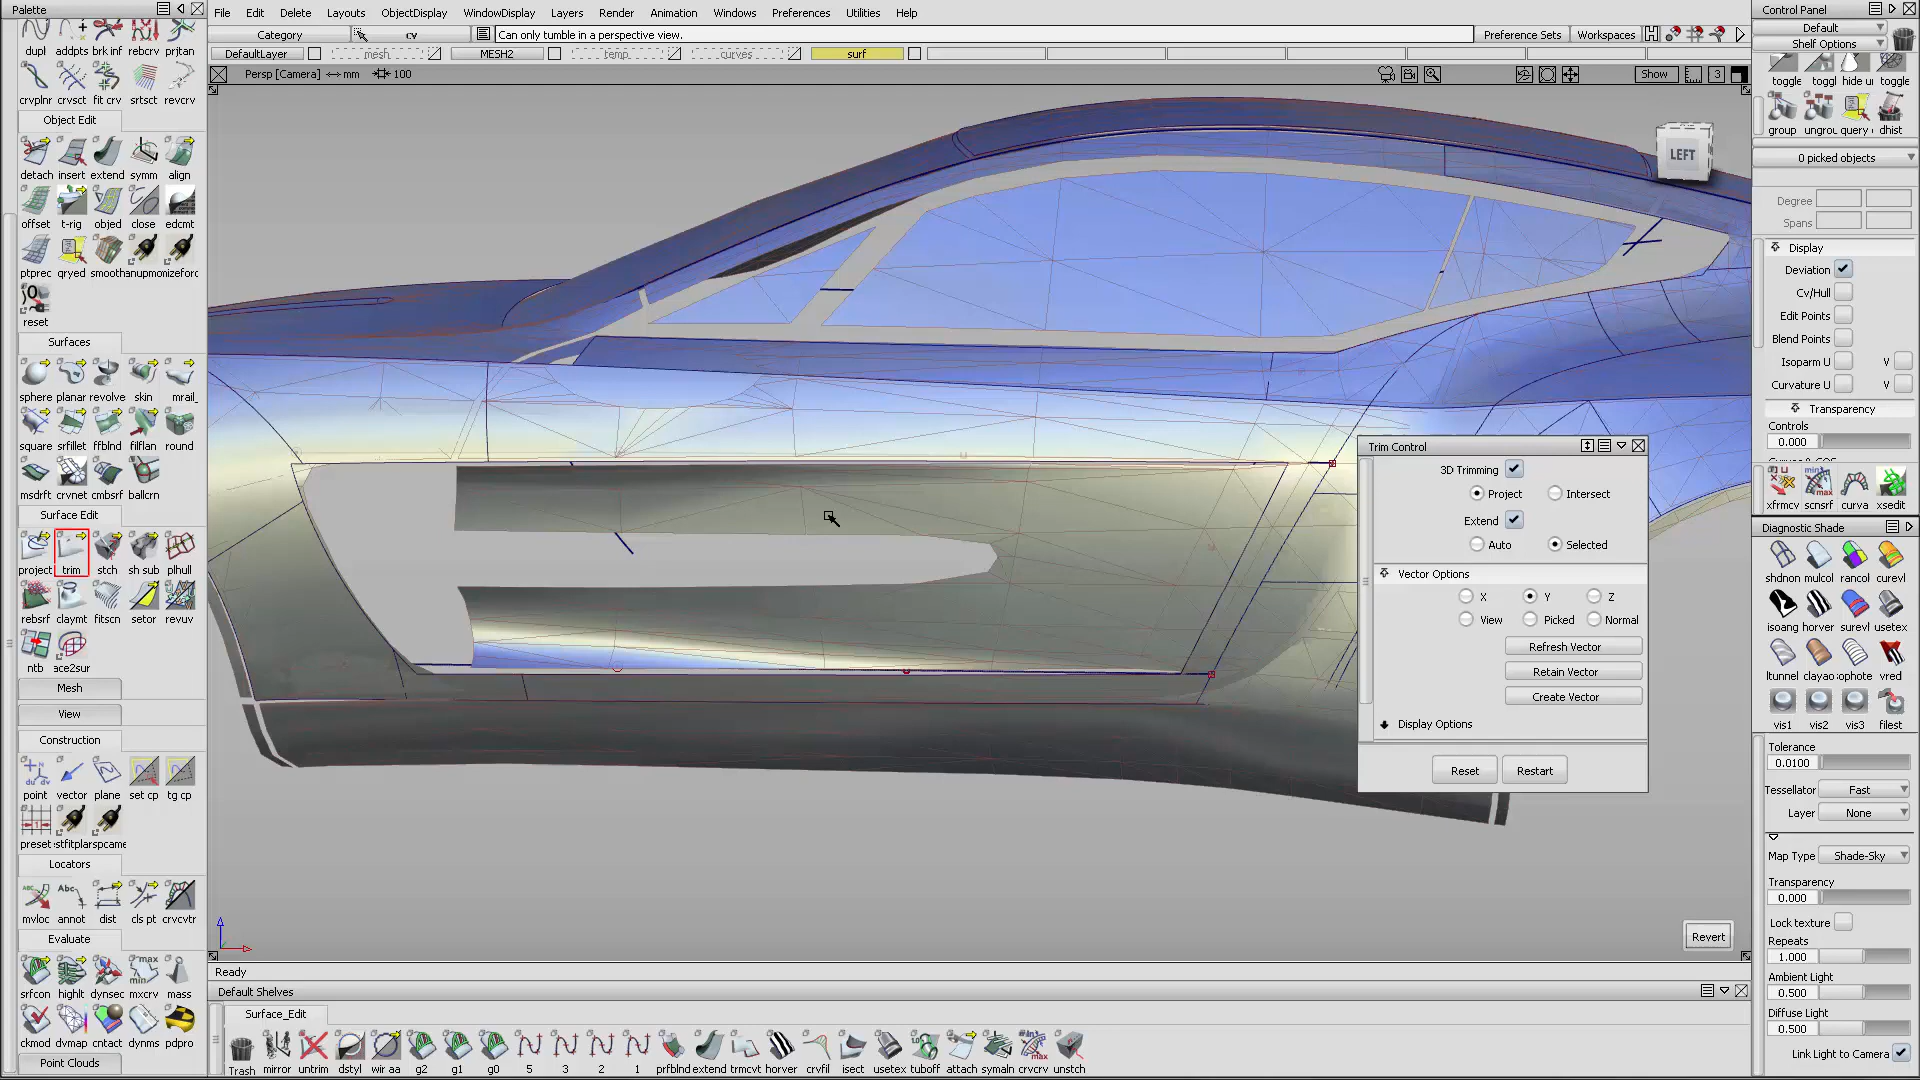 Palette
dupl addpts brk inf rebcrv prjtan
crvplnr crvsct fit crv srtsct revcrv
Object Edit
detach insert extend symm align
offset t-rig objed close edcmt
ptprec qryed smooth anupmo mizeforc
reset
Surfaces
sphere planar revolve skin mrail_
square srfillet ffblnd filflan round
msdrft crvnet cmbsrf ballcrn
Surface Edit
project trim stch sh sub plhull
rebsrf claymt fitscn setor revuv
ntb ace2sur
Mesh
View
Construction
point vector plane set cp tg cp
preset stfitplar spcame
Locators
mvloc annot dist cls pt crvcvtr
Evaluate
srfcon highlt dynsec mxcrv mass
ckmod dvmap cntact dynms pdpro
Point Clouds
File Edit Delete Layouts ObjectDisplay WindowDisplay Layers Render Animation Windows Preferences Utilities Help
Category cv Can only tumble in a perspective view. Preference Sets Workspaces
DefaultLayer mesh MESH2 temp curves surf
Persp [Camera] mm 100 Show 3
LEFT
Trim Control
3D Trimming
Project Intersect
Extend
Auto Selected
Vector Options
X Y Z
View Picked Normal
Refresh Vector
Retain Vector
Create Vector
Display Options
Reset Restart
Revert
Ready
Default Shelves
Surface_Edit
Trash mirror untrim dstyl wir aa g2 g1 g0 5 3 2 1 prfblnd extend trmcvt horver crvfil isect usetex tuboff attach symaln crvcrv unstch
Control Panel
Default
Shelf Options
toggle toggl hide u toggle
group ungrou query dhist
0 picked objects
Degree
Spans
Display
Deviation
Cv/Hull
Edit Points
Blend Points
Isoparm U V
Curvature U V
Transparency
Controls
0.000
xfrmcv scnsrf curva xsedit
Diagnostic Shade
shdnon mulcol rancol curevl
isoang horver surevl usetex
ltunnel clayao ophote vred
vis1 vis2 vis3 filest
Tolerance
0.0100
Tessellator Fast
Layer None
Map Type Shade-Sky
Transparency
0.000
Lock texture
Repeats
1.000
Ambient Light
0.500
Diffuse Light
0.500
Link Light to Camera